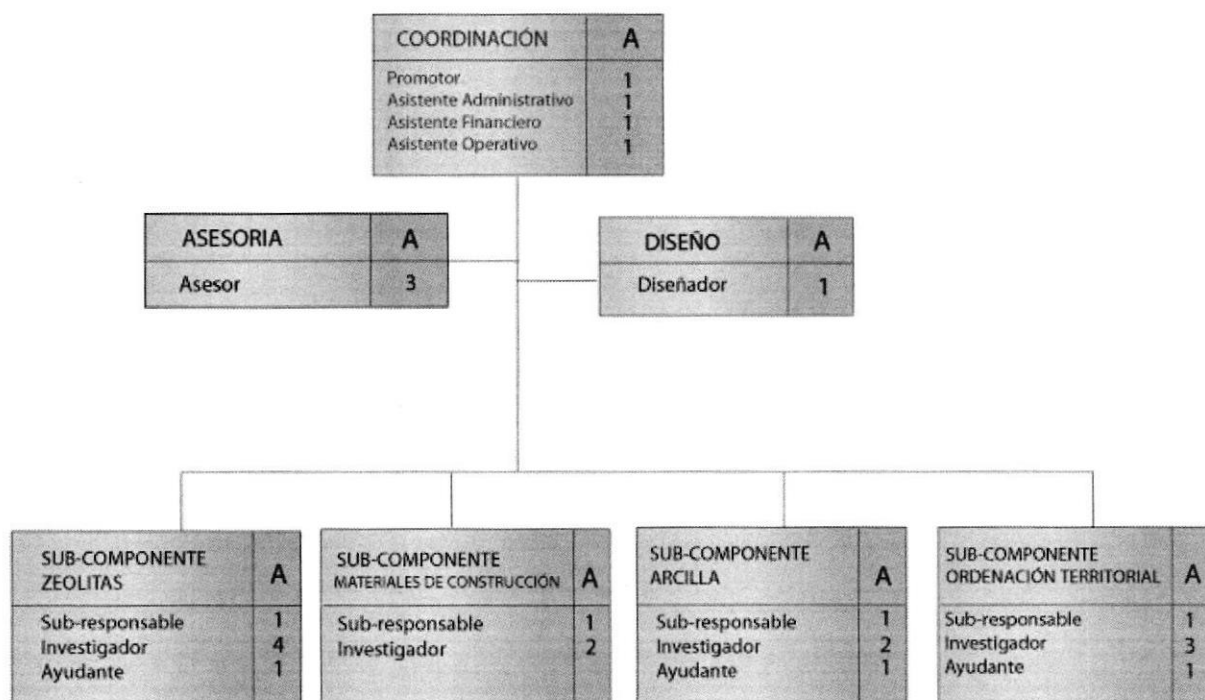 COORDINACIÓN A
Promotor 1
Asistente Administrativo 1
Asistente Financiero 1
Asistente Operativo 1
ASESORIA A
Asesor 3
DISEÑO A
Diseñador 1
SUB-COMPONENTE
ZEOLITAS A
Sub-responsable 1
Investigador 4
Ayudante 1
SUB-COMPONENTE
MATERIALES DE CONSTRUCCIÓN A
Sub-responsable 1
Investigador 2
SUB-COMPONENTE
ARCILLA A
Sub-responsable 1
Investigador 2
Ayudante 1
SUB-COMPONENTE
ORDENACIÓN TERRITORIAL A
Sub-responsable 1
Investigador 3
Ayudante 1